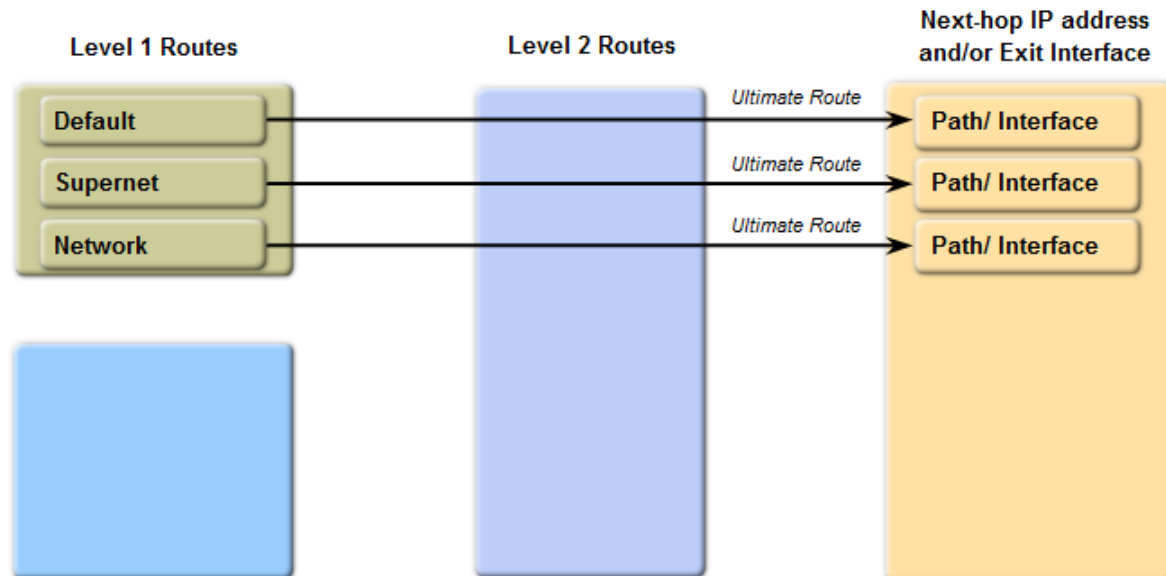 Level 1 Routes
Level 2 Routes
Next-hop IP address
and/or Exit Interface
Default
Ultimate Route
Path/ Interface
Supernet
Ultimate Route
Path/ Interface
Network
Ultimate Route
Path/ Interface